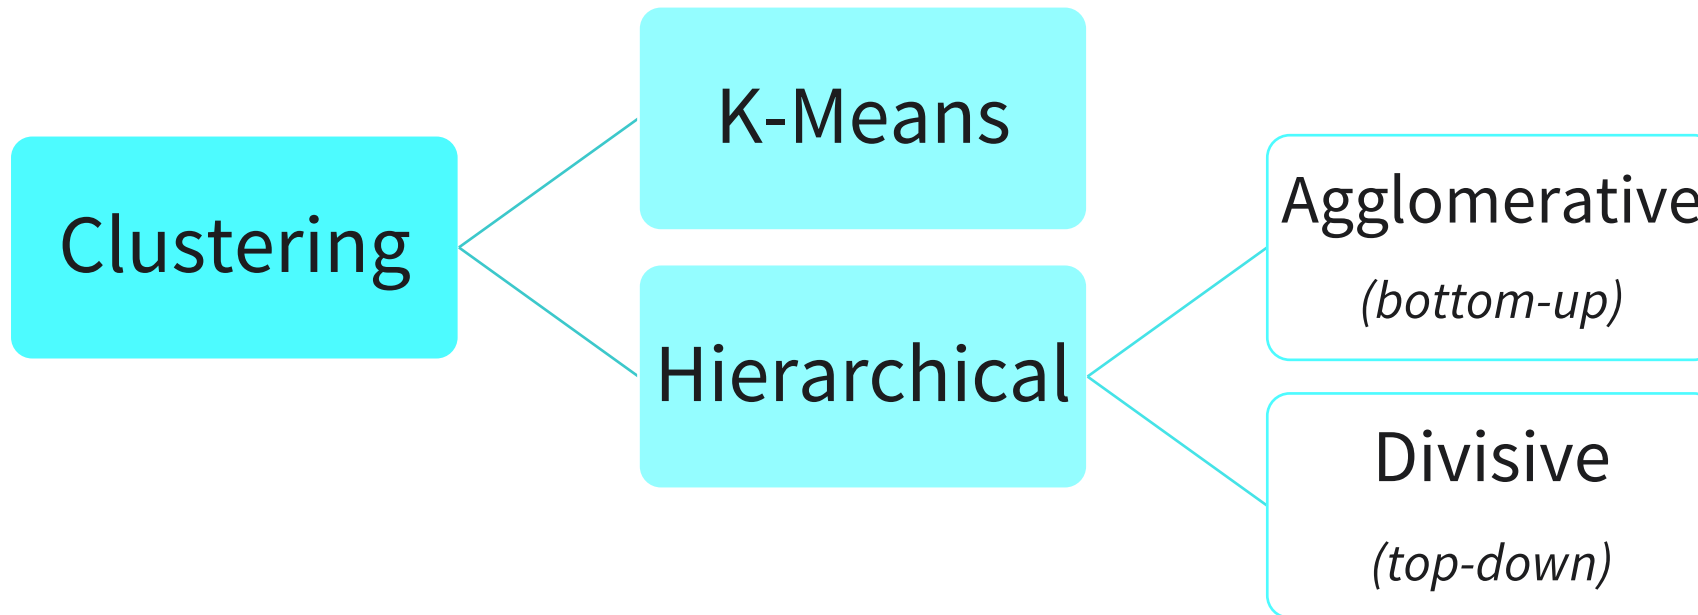 Clustering
K-Means
Hierarchical
Agglomerative
(bottom-up)
Divisive
(top-down)